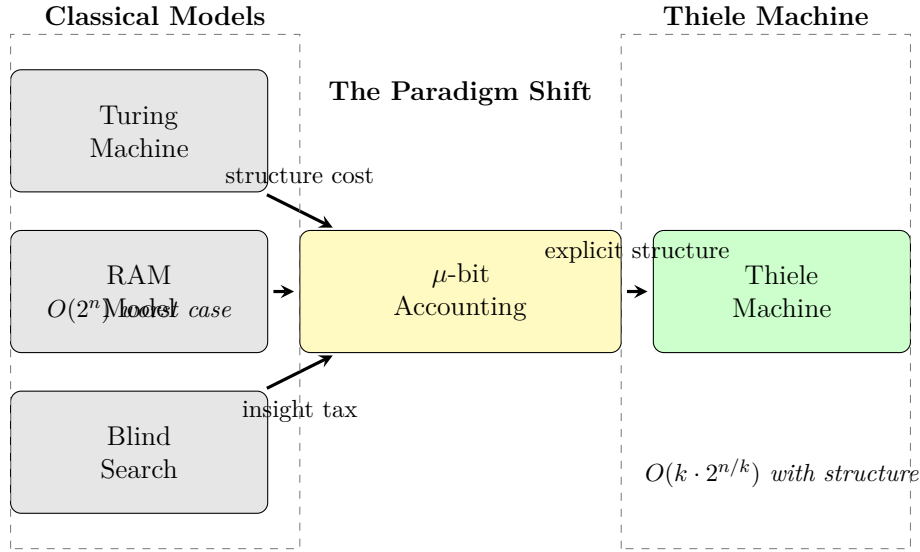 Classical Models
Thiele Machine
The Paradigm Shift
Turing
Machine
structure cost
RAM
Model
O(2^n) worst case
μ-bit
Accounting
explicit structure
Thiele
Machine
insight tax
Blind
Search
O(k · 2^{n/k}) with structure